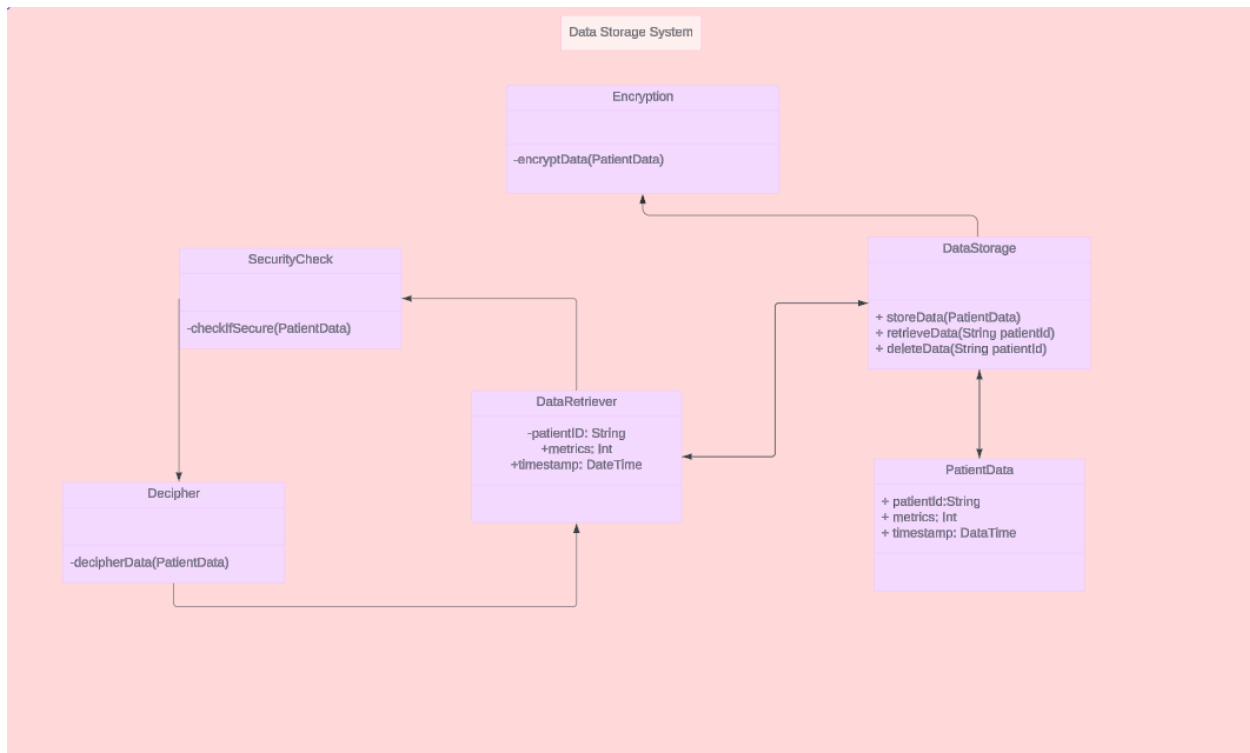 Data Storage System
Encryption
-encryptData(PatientData)
DataStorage
+ storeData(PatientData)
+ retrieveData(String patientId)
+ deleteData(String patientId)
SecurityCheck
-checkIfSecure(PatientData)
DataRetriever
-patientID: String
+metrics; Int
+timestamp: DateTime
PatientData
+ patientId:String
+ metrics; Int
+ timestamp: DataTime
Decipher
-decipherData(PatientData)